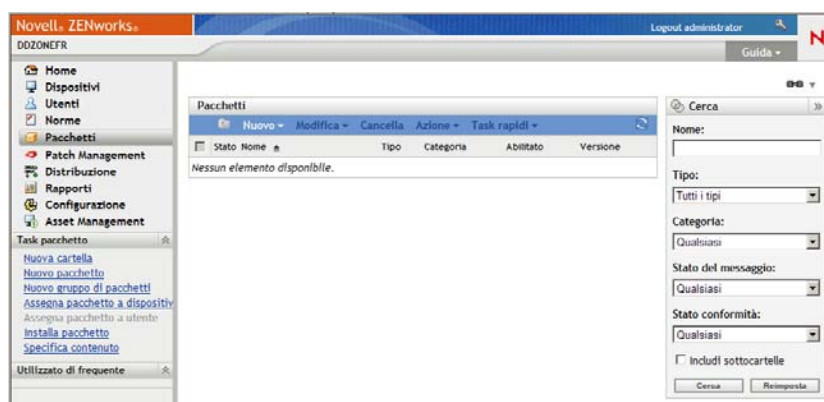 Novell® ZENworks®
Logout administrator
DDZONEFR
Guida
N
Home
Dispositivi
Utenti
Norme
Pacchetti
Patch Management
Distribuzione
Rapporti
Configurazione
Asset Management
Task pacchetto
Nuova cartella
Nuovo pacchetto
Nuovo gruppo di pacchetti
Assegna pacchetto a dispositiv
Assegna pacchetto a utente
Installa pacchetto
Specifica contenuto
Utilizzato di frequente
Pacchetti
Nuovo Modifica Cancella Azione Task rapidi
Stato Nome Tipo Categoria Abilitato Versione
Nessun elemento disponibile.
Cerca
Nome:
Tipo:
Tutti i tipi
Categoria:
Qualsiasi
Stato del messaggio:
Qualsiasi
Stato conformità:
Qualsiasi
Includi sottocartelle
Cerca Reimposta